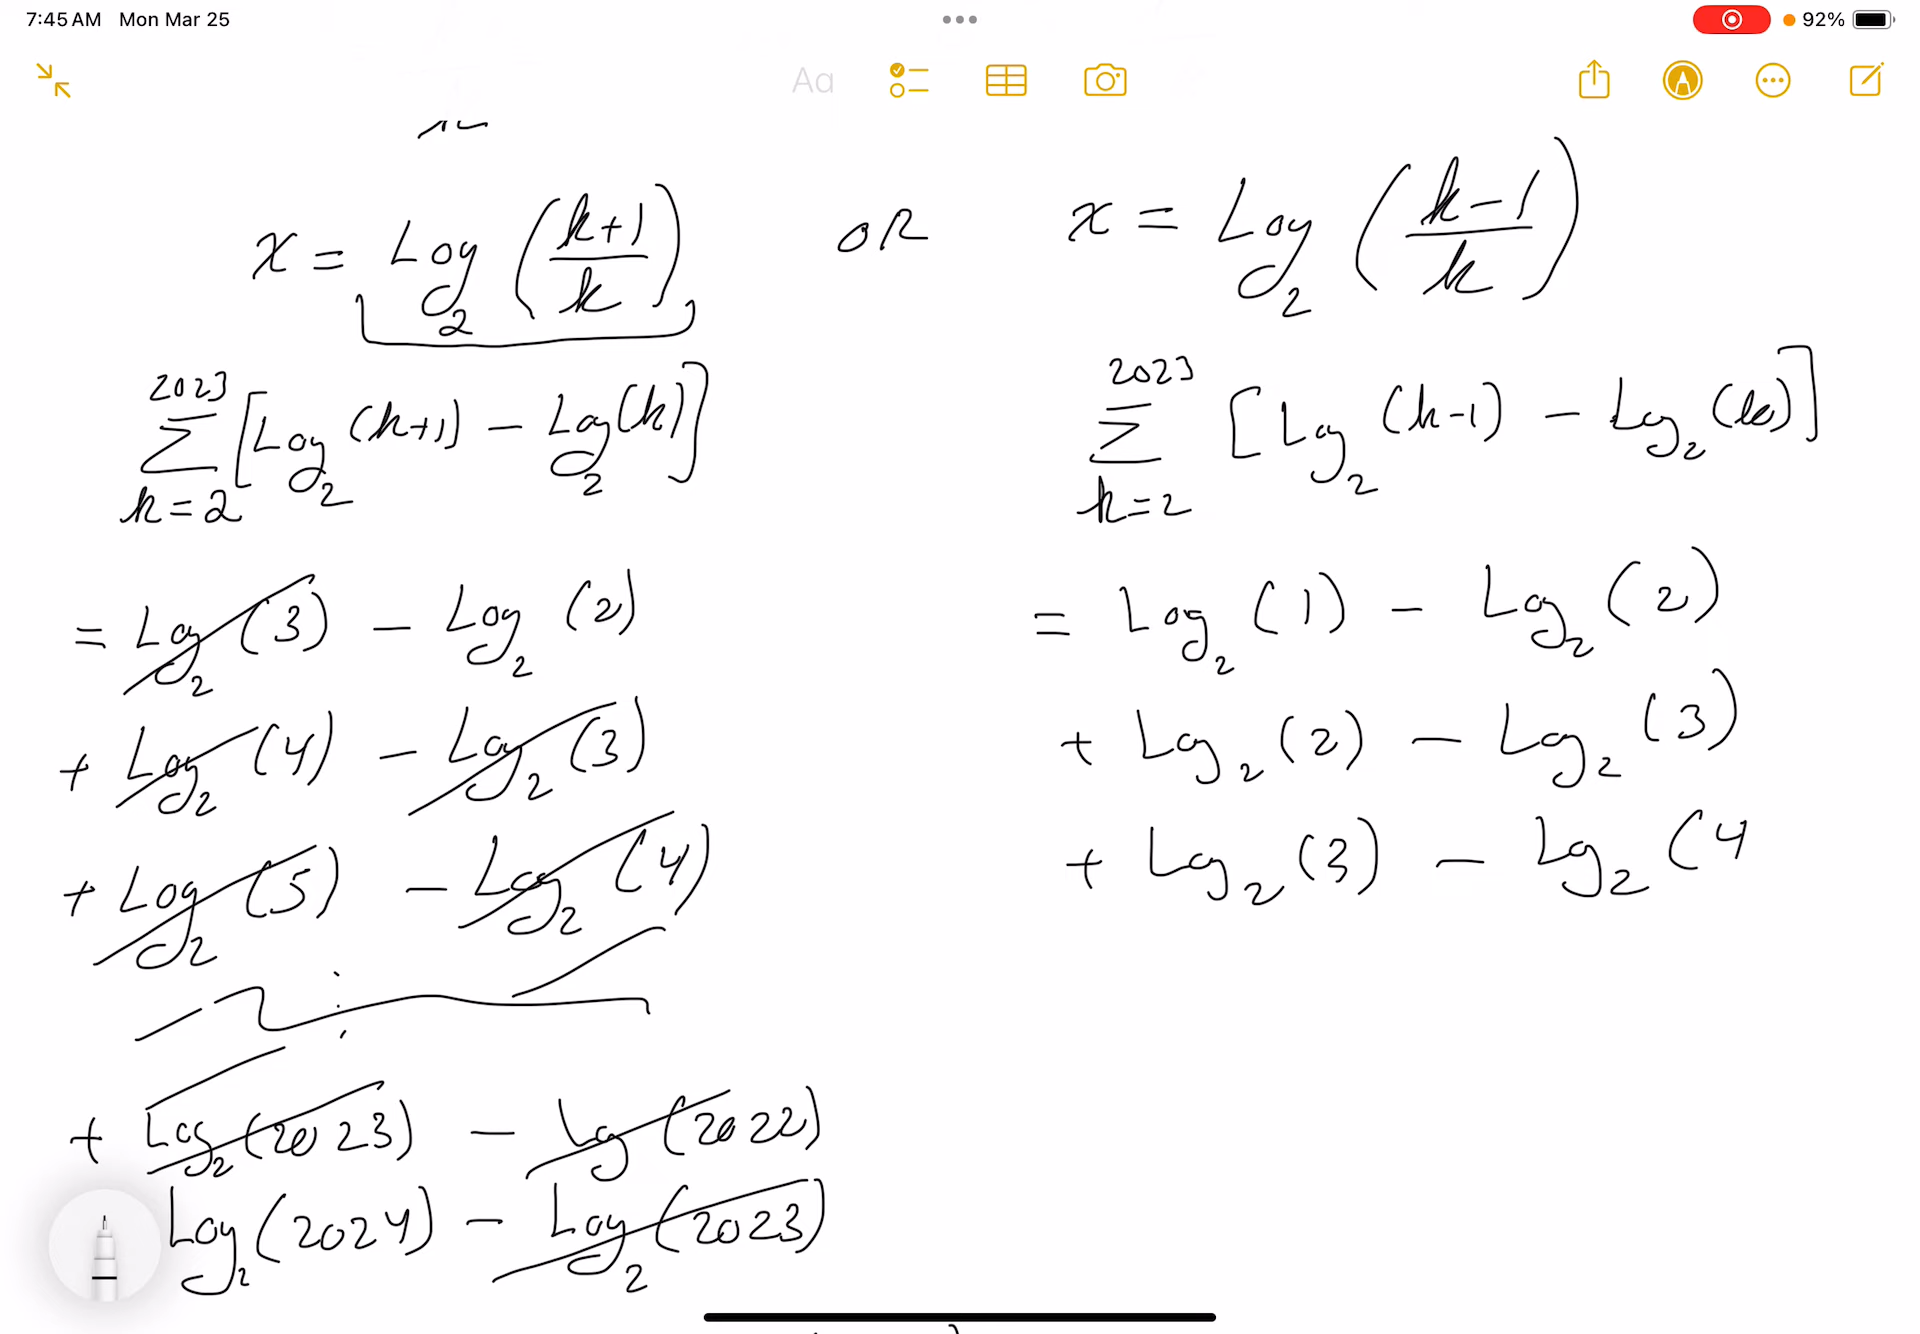 7:45 AM Mon Mar 25
92%
Aa
x = Log₂ ((k+1)/k) OR x = Log₂ ((k-1)/k)
2023 Σ k=2 [Log₂ (k+1) - Log₂ (k)]
= Log₂ (3) - Log₂ (2)
+ Log₂ (4) - Log₂ (3)
+ Log₂ (5) - Log₂ (4)
⋮
+ Log₂ (2023) - Log (2022)
Log₂ (2024) - Log₂ (2023)
2023 Σ k=2 [Log₂ (k-1) - Log₂ (k)]
= Log₂ (1) - Log₂ (2)
+ Log₂ (2) - Log₂ (3)
+ Log₂ (3) - Log₂ (4